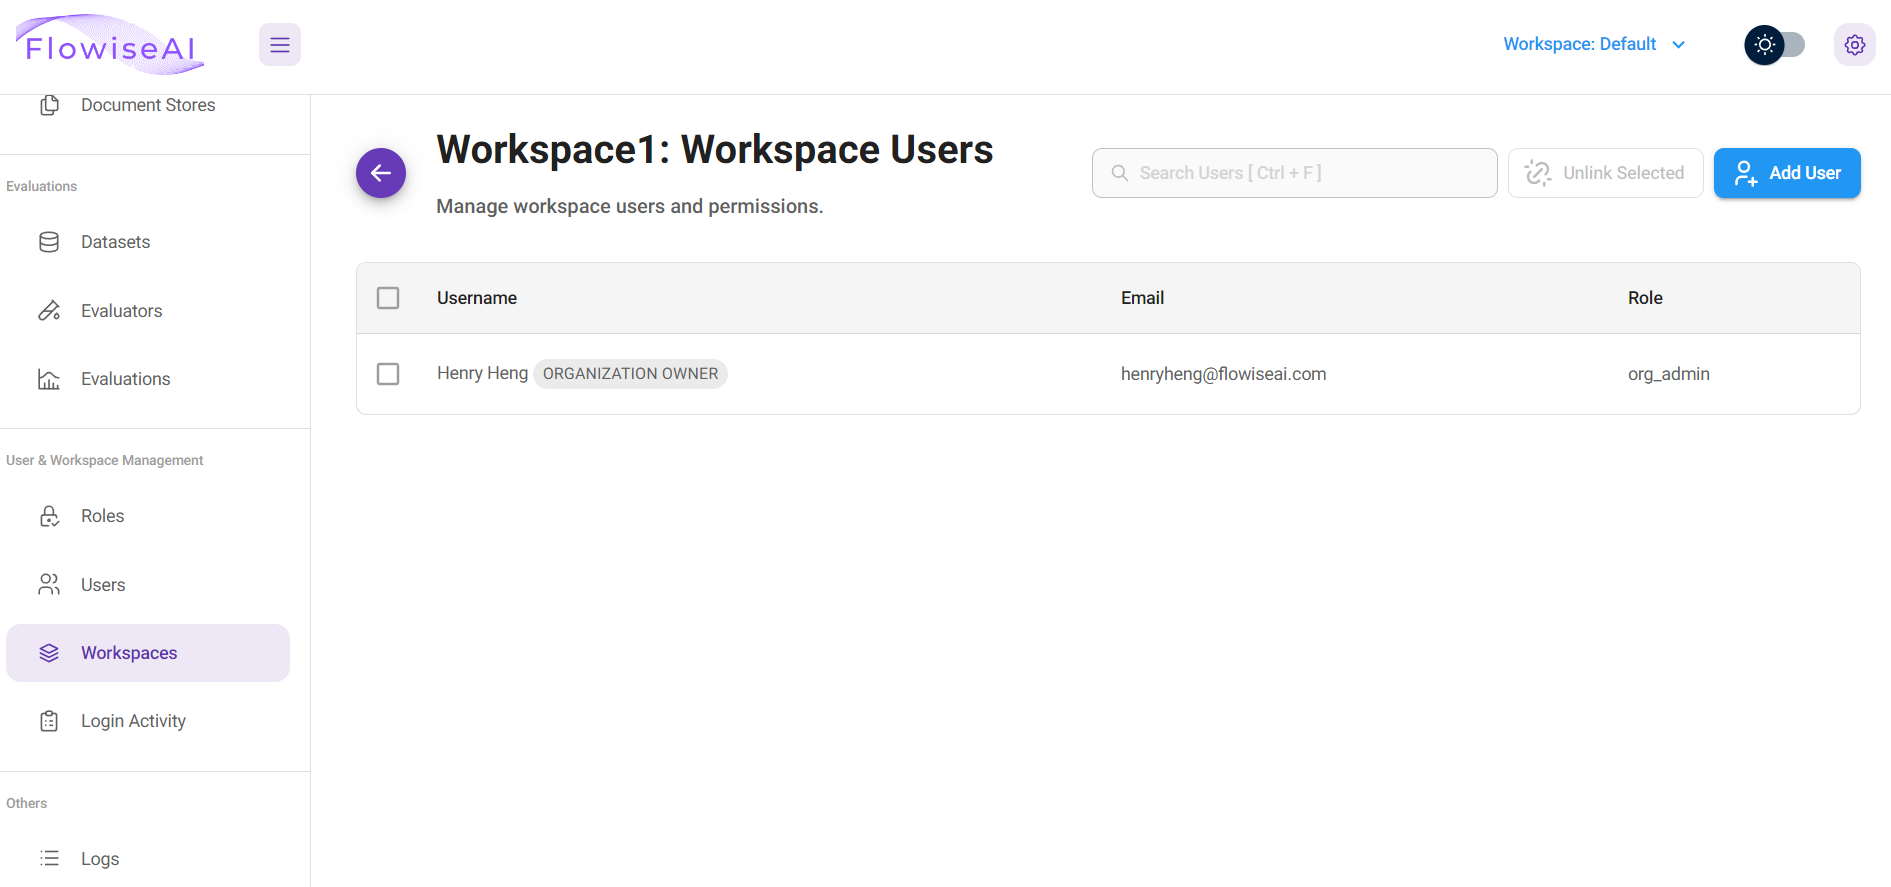 FlowiseAI
Workspace: Default
Document Stores
Evaluations
Datasets
Evaluators
Evaluations
User & Workspace Management
Roles
Users
Workspaces
Login Activity
Others
Logs
Workspace1: Workspace Users
Manage workspace users and permissions.
Search Users [ Ctrl + F ]
Unlink Selected
Add User
Username Email Role
Henry Heng ORGANIZATION OWNER henryheng@flowiseai.com org_admin